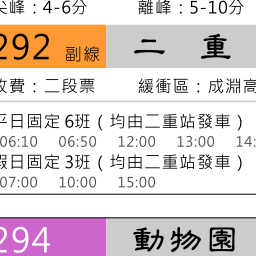 尖峰：4-6分 離峰：5-10分
292 副線 二 重
收費：二段票 緩衝區：成淵高
平日固定6班（均由二重站發車）
06:10 06:50 12:00 13:00 14:
假日固定3班（均由二重站發車）
07:00 10:00 15:00
294 動物園